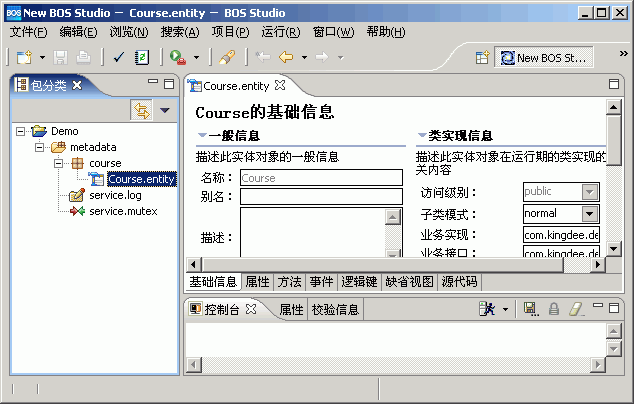 New BOS Studio － Course.entity － BOS Studio
文件(F) 编辑(E) 浏览(N) 搜索(A) 项目(P) 运行(R) 窗口(W) 帮助(H)
New BOS St...
包分类
Demo
metadata
course
Course.entity
service.log
service.mutex
Course.entity
Course的基础信息
一般信息
描述此实体对象的一般信息
名称：
Course
别名：
描述：
类实现信息
描述此实体对象在运行期的类实现的
关内容
访问级别：
public
子类模式：
normal
业务实现：
com.kingdee.de
业务接口：
com.kingdee.de
基础信息 属性 方法 事件 逻辑键 缺省视图 源代码
控制台 属性 校验信息